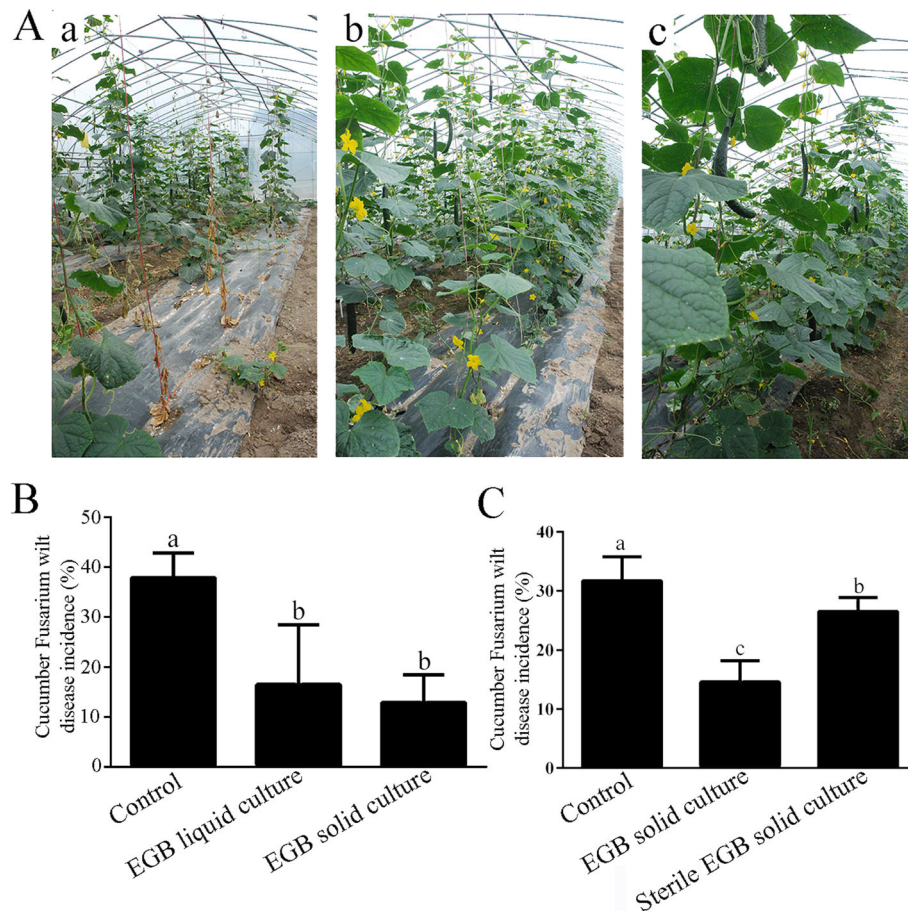 A
a
b
c
B
Cucumber Fusarium wilt
disease incidence (%)
50
40
30
20
10
0
a
b
b
Control
EGB liquid culture
EGB solid culture
C
Cucumber Fusarium wilt
disease incidence (%)
40
30
20
10
0
a
c
b
Control
EGB solid culture
Sterile EGB solid culture